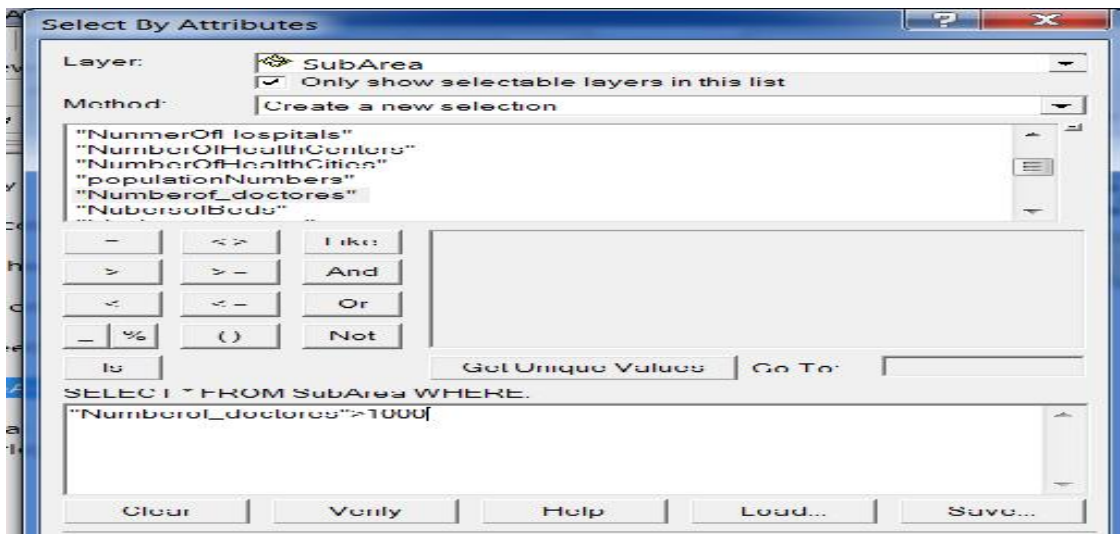 Select By Attributes
Layer: SubArea
Only show selectable layers in this list
Method: Create a new selection
"NunmerOfHospitals"
"NumberOfHealthCenters"
"NumberOfHealthCities"
"populationNumbers"
"Numberof_doctores"
"NubersofBeds"
= <> Like
> >= And
< <= Or
_ % () Not
Is Get Unique Values Go To:
SELECT * FROM SubArea WHERE:
"Numberof_doctores">1000
Clear Verify Help Load... Save...